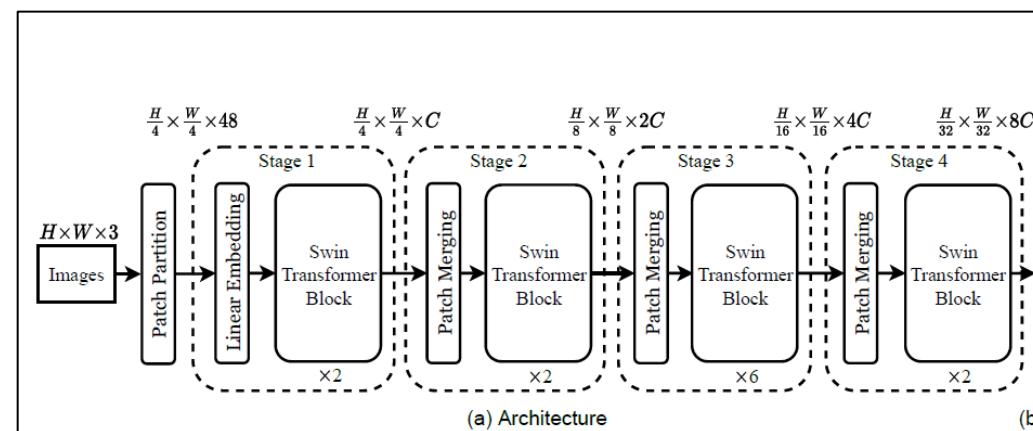 H/4 × W/4 × 48
H/4 × W/4 × C
H/8 × W/8 × 2C
H/16 × W/16 × 4C
H/32 × W/32 × 8C
Stage 1
Stage 2
Stage 3
Stage 4
H×W×3
Images
Patch Partition
Linear Embedding
Swin
Transformer
Block
×2
Patch Merging
Swin
Transformer
Block
×2
Patch Merging
Swin
Transformer
Block
×6
Patch Merging
Swin
Transformer
Block
×2
(a) Architecture
(b